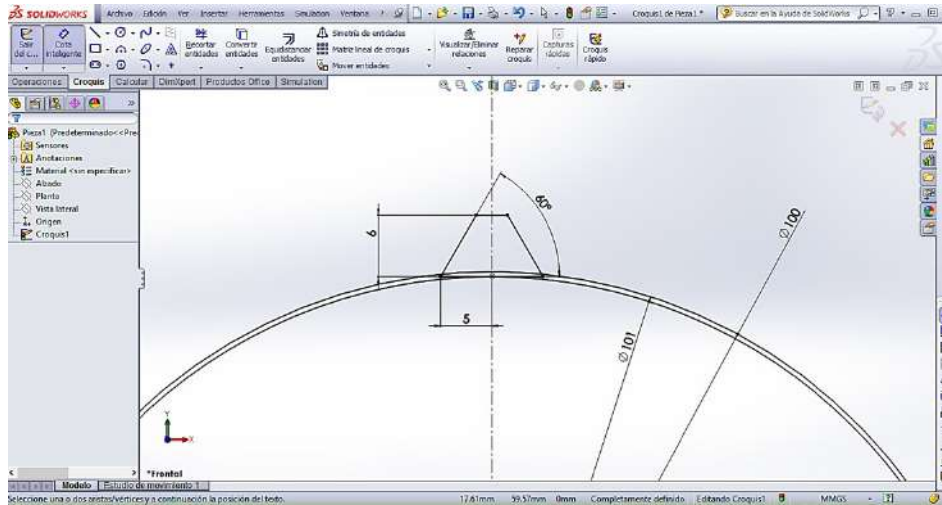 SOLIDWORKS Archivo Edición Ver Insertar Herramientas Simulation Ventana ? Croquis1 de Pieza1 * Buscar en la Ayuda de SolidWorks
Salir del c... Cota inteligente Recortar entidades Convertir entidades Equidistanciar entidades Simetría de entidades Matriz lineal de croquis Mover entidades Visualizar/Eliminar relaciones Reparar croquis Capturas rápidas Croquis rápido
Operaciones Croquis Calcular DimXpert Productos Office Simulation
Pieza1 (Predeterminado<<Pre
Sensores
Anotaciones
Material <sin especificar>
Alzado
Planta
Vista lateral
Origen
Croquis1
60°
6
Ø100
5
Ø101
Y
X
*Frontal
Modelo Estudio de movimiento 1
Seleccione una o dos aristas/vértices y a continuación la posición del texto. 17.61mm 59.57mm 0mm Completamente definido Editando Croquis1 MMGS